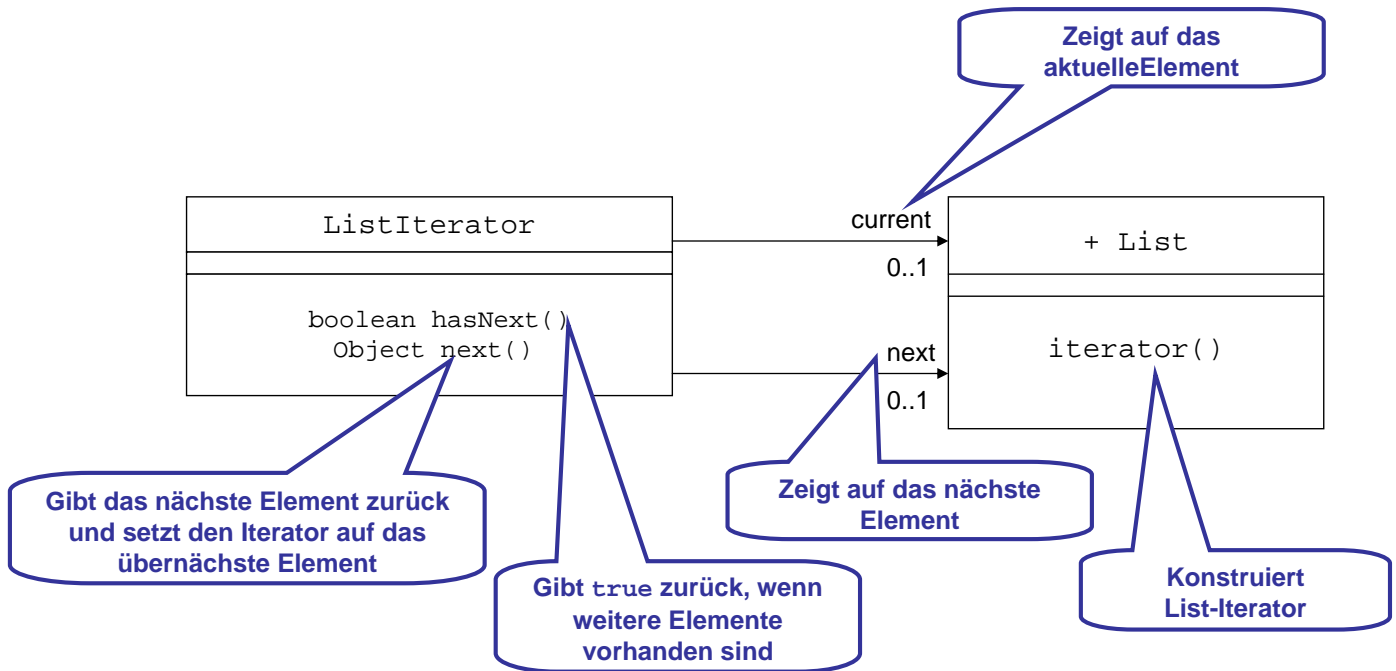 Zeigt auf das
aktuelleElement
ListIterator
boolean hasNext()
Object next()
current
0..1
next
0..1
+ List
iterator()
Gibt das nächste Element zurück
und setzt den Iterator auf das
übernächste Element
Gibt true zurück, wenn
weitere Elemente
vorhanden sind
Zeigt auf das nächste
Element
Konstruiert
List-Iterator